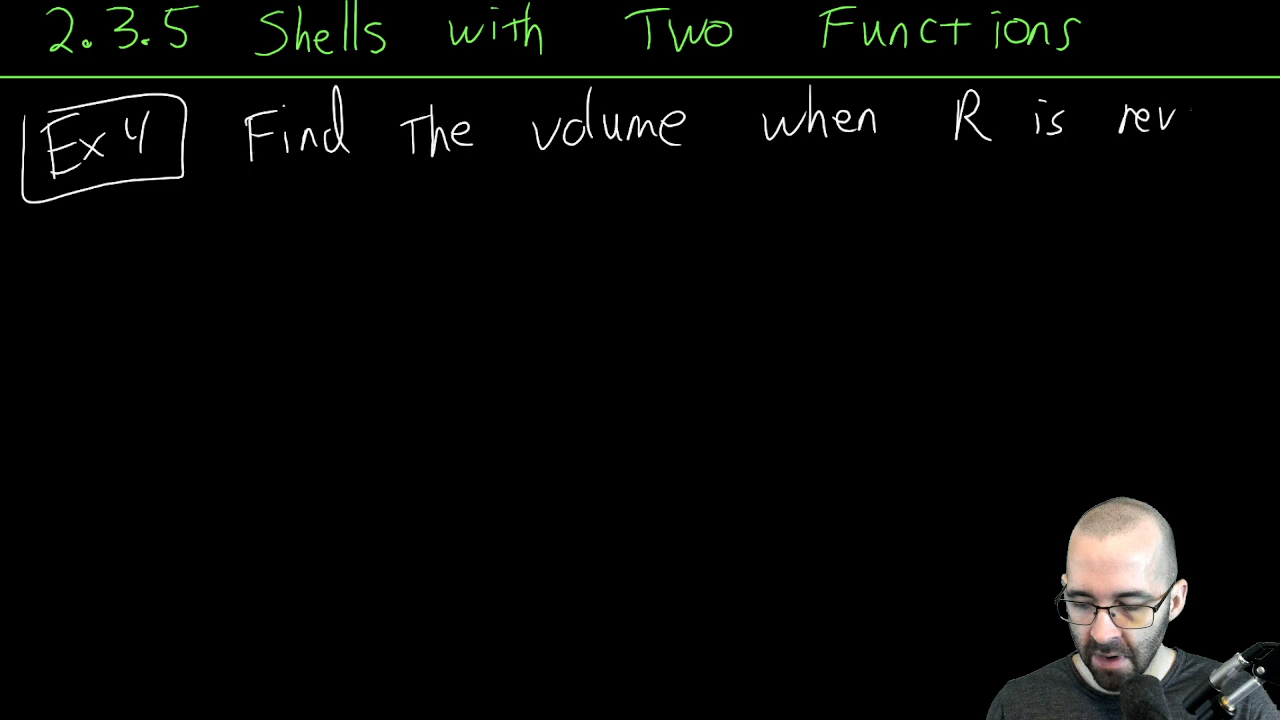 2.3.5 Shells with Two Functions
Ex 4 Find The volume when R is rev